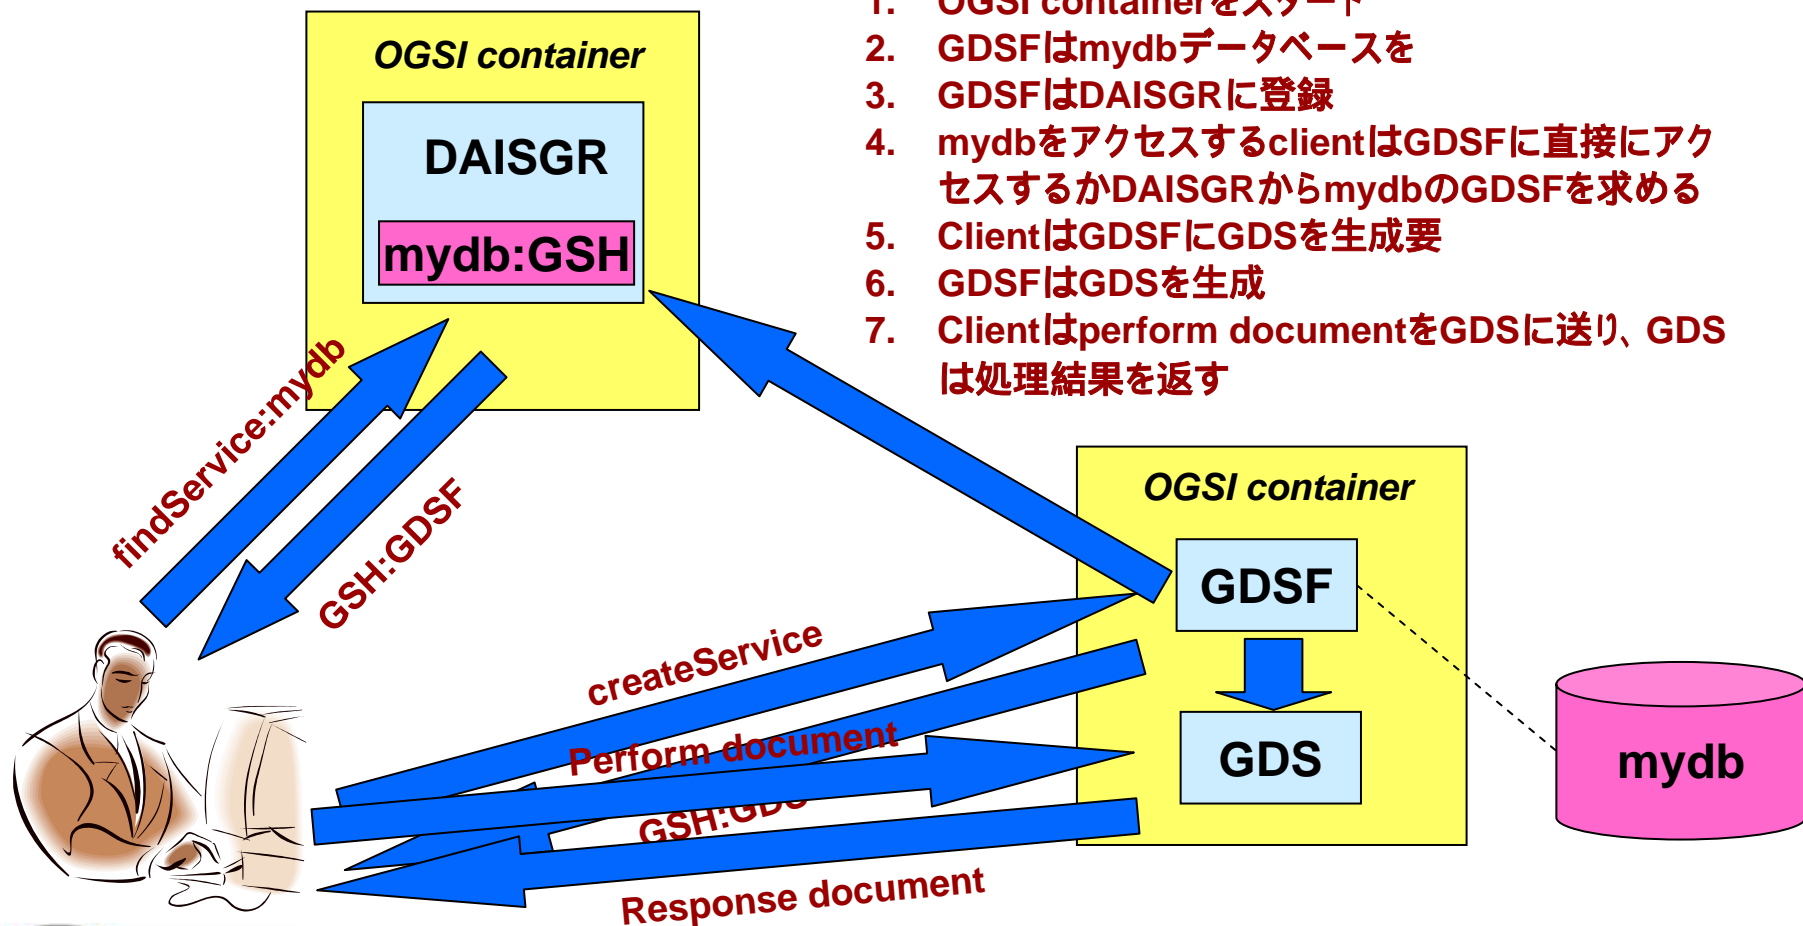 1. OGSI containerをスタート
2. GDSFはmydbデータベースを
3. GDSFはDAISGRに登録
4. mydbをアクセスするclientはGDSFに直接にアク
セスするかDAISGRからmydbのGDSFを求める
5. ClientはGDSFにGDSを生成要
6. GDSFはGDSを生成
7. Clientはperform documentをGDSに送り、GDS
は処理結果を返す
OGSI container
DAISGR
mydb:GSH
findService:mydb
GSH:GDSF
OGSI container
GDSF
GDS
mydb
createService
Perform document
GSH:GDS
Response document